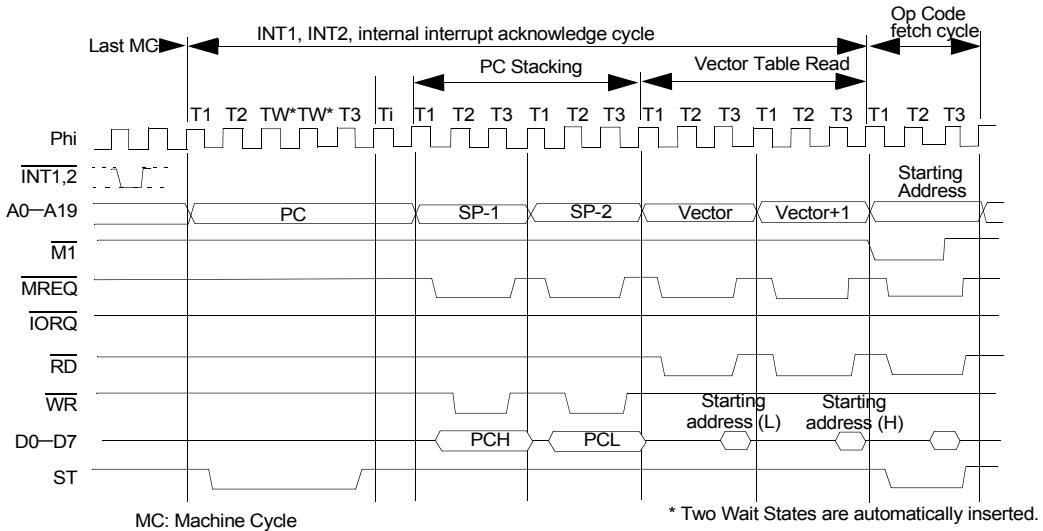 Last MC
INT1, INT2, internal interrupt acknowledge cycle
Op Code
fetch cycle
PC Stacking
Vector Table Read
T1 T2 TW*TW* T3 Ti T1 T2 T3 T1 T2 T3 T1 T2 T3 T1 T2 T3 T1 T2 T3
Phi
INT1,2
A0—A19
PC
SP-1
SP-2
Vector
Vector+1
Starting
Address
M1
MREQ
IORQ
RD
WR
Starting
address (L)
Starting
address (H)
D0—D7
PCH
PCL
ST
MC: Machine Cycle
* Two Wait States are automatically inserted.